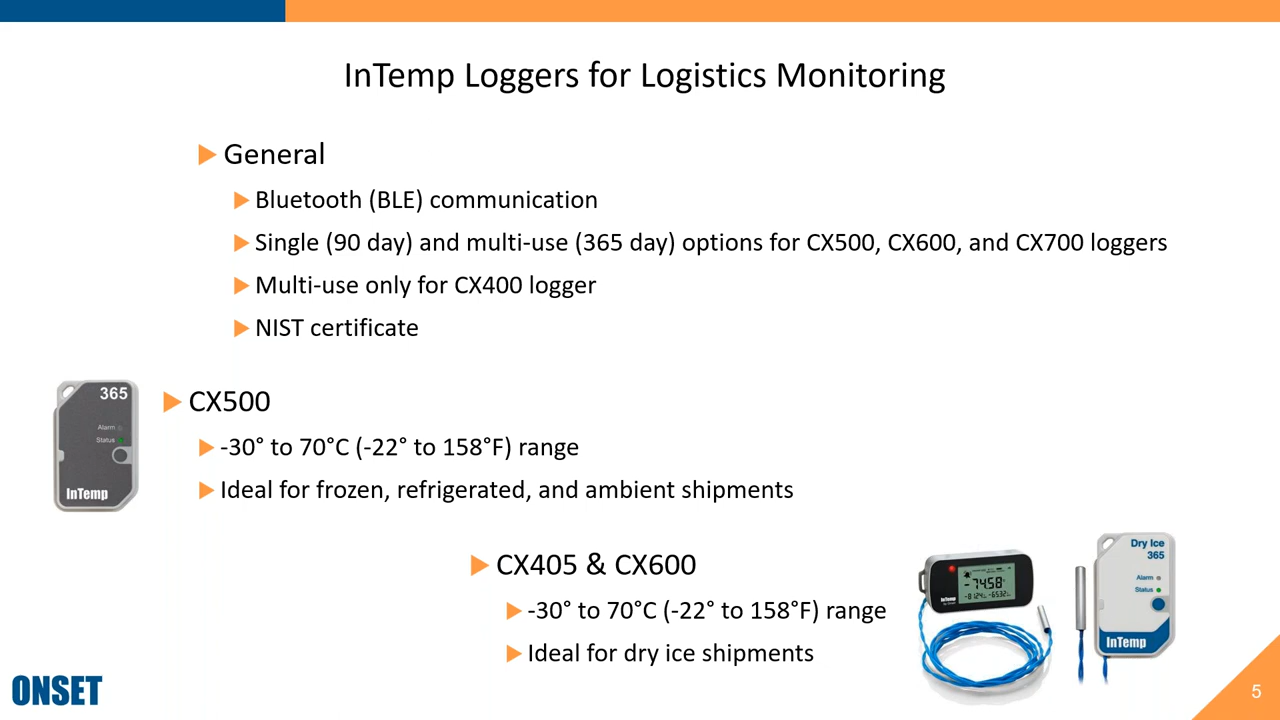 InTemp Loggers for Logistics Monitoring
General
Bluetooth (BLE) communication
Single (90 day) and multi-use (365 day) options for CX500, CX600, and CX700 loggers
Multi-use only for CX400 logger
NIST certificate
365
Alarm
Status
InTemp
CX500
-30° to 70°C (-22° to 158°F) range
Ideal for frozen, refrigerated, and ambient shipments
CX405 & CX600
-30° to 70°C (-22° to 158°F) range
Ideal for dry ice shipments
-74.58°
InTemp
Dry Ice
365
Alarm
Status
InTemp
ONSET
5